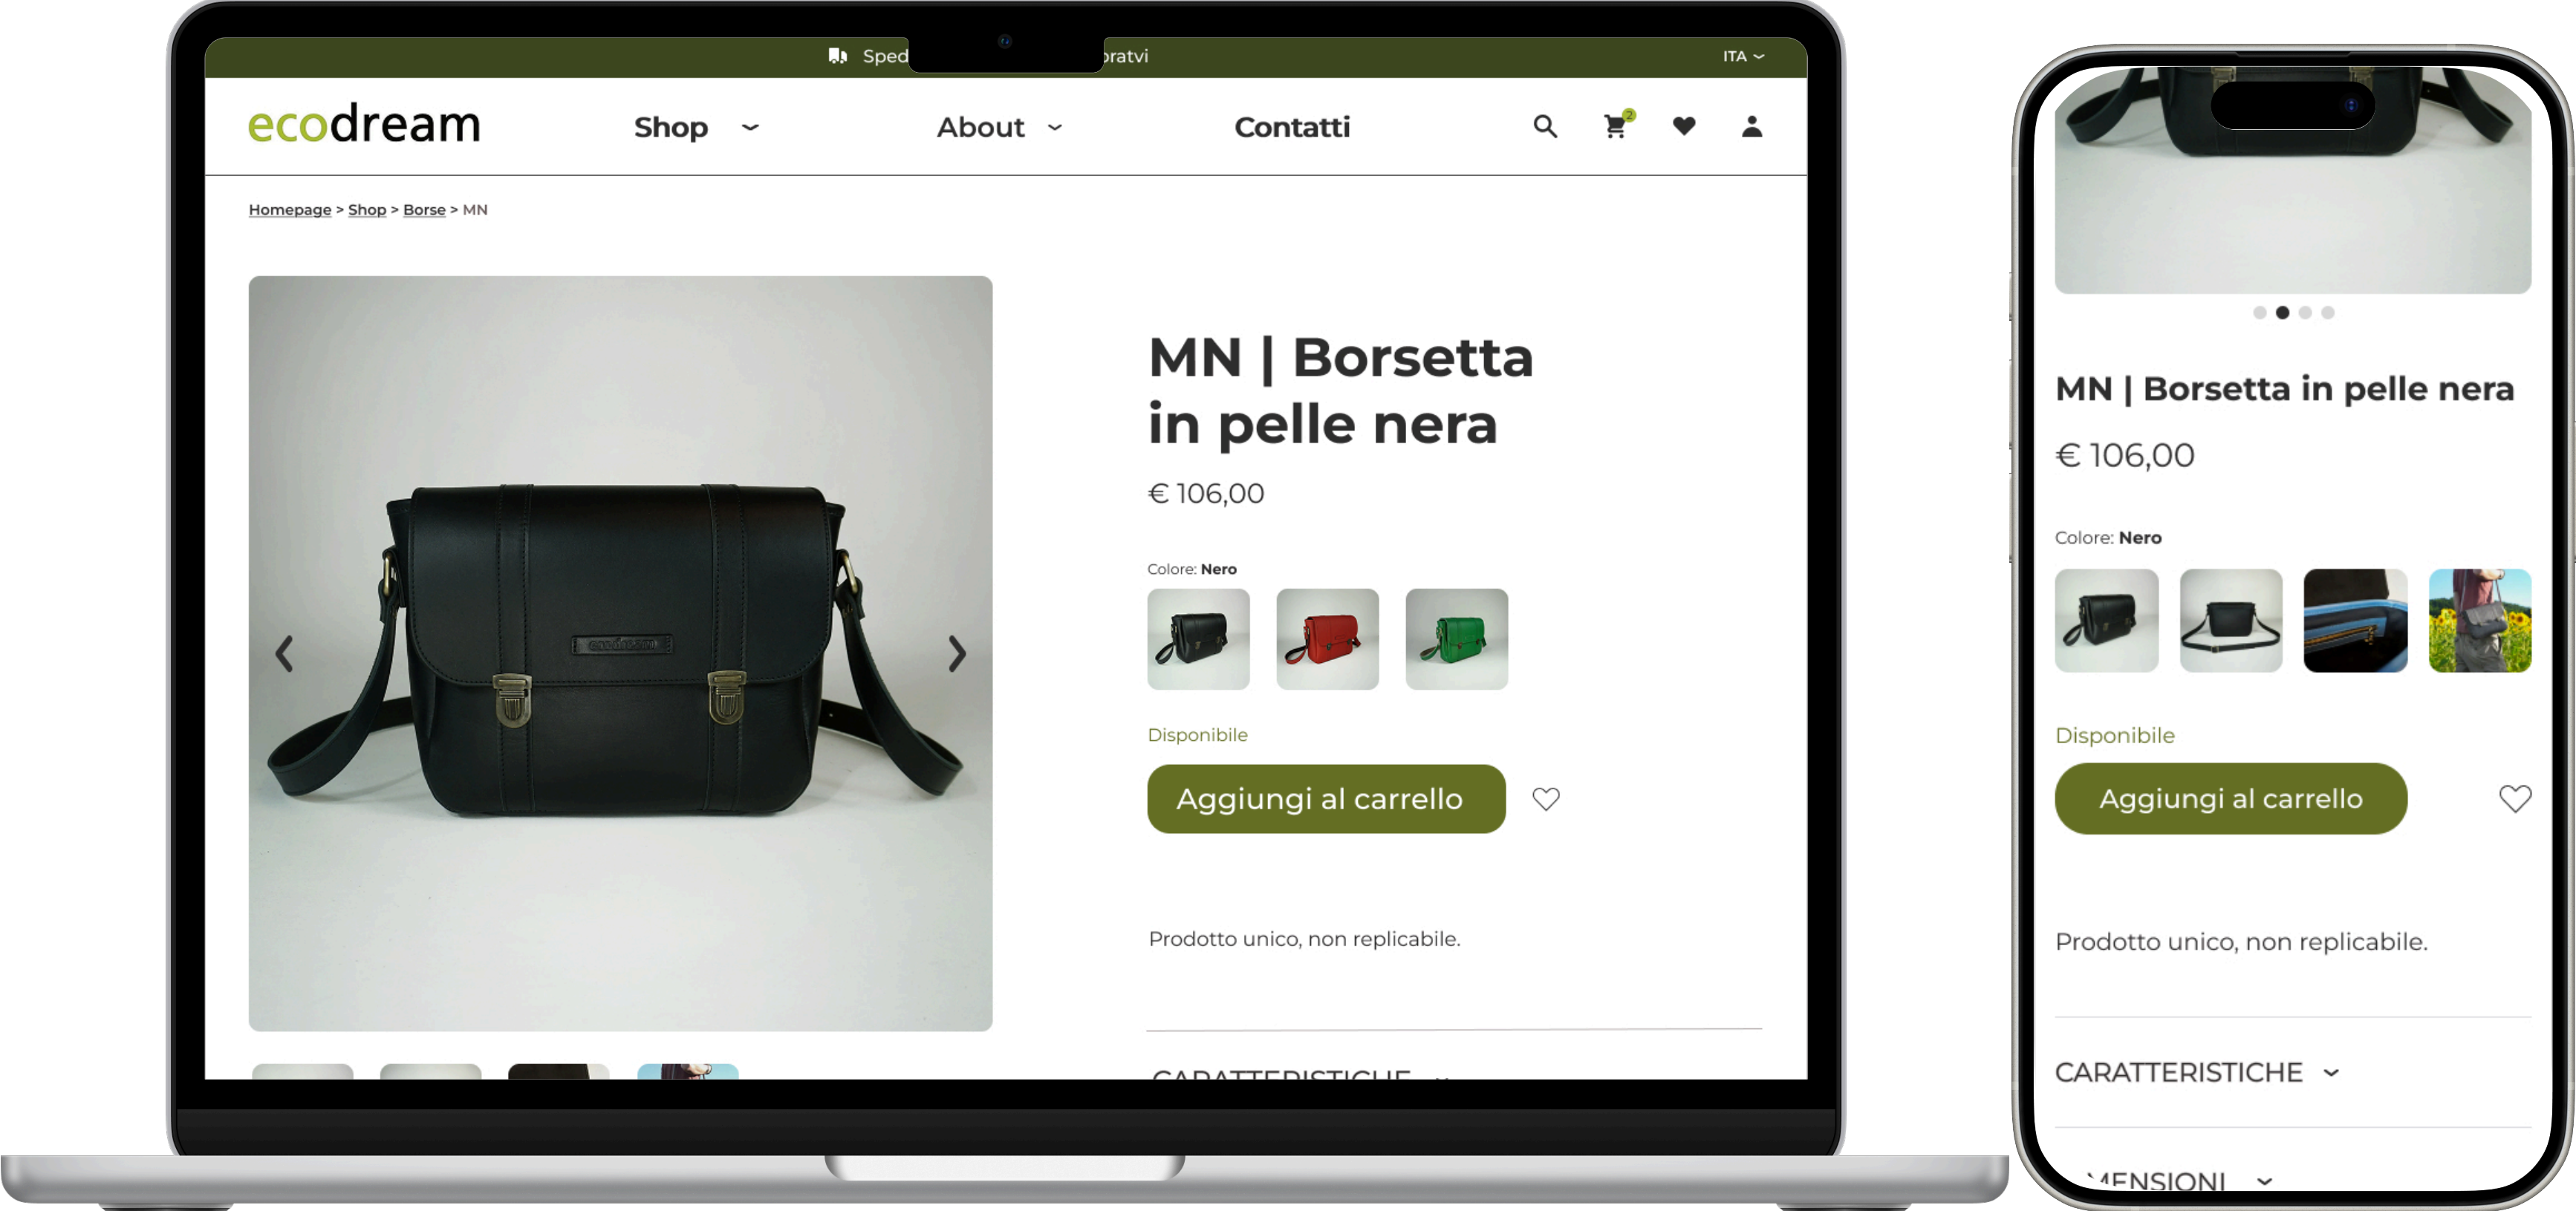 ITA
ecodream
Shop
About
Contatti
2
Homepage > Shop > Borse > MN
MN | Borsetta
in pelle nera
€ 106,00
Colore: Nero
Disponibile
Aggiungi al carrello
Prodotto unico, non replicabile.
CARATTERISTICHE
MN | Borsetta in pelle nera
€ 106,00
Colore: Nero
Disponibile
Aggiungi al carrello
Prodotto unico, non replicabile.
CARATTERISTICHE